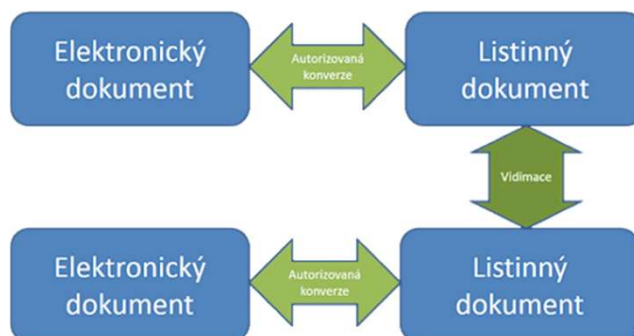 Elektronický
dokument
Autorizovaná
konverze
Listinný
dokument
Vidimace
Elektronický
dokument
Autorizovaná
konverze
Listinný
dokument